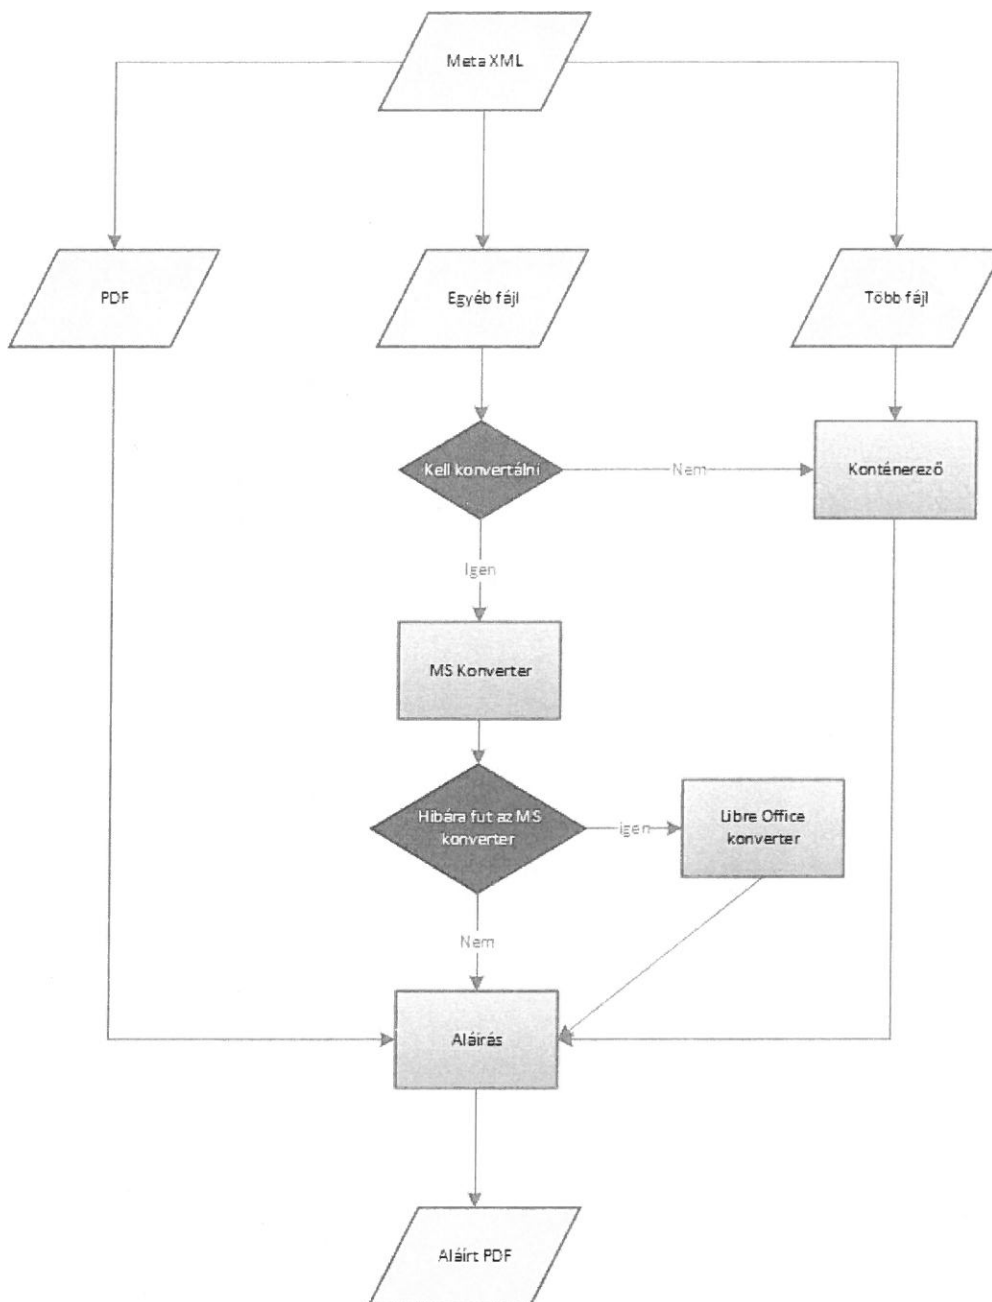 Meta XML
PDF
Egyéb fájl
Több fájl
Kell konvertálni
Nem
Konténerező
Igen
MS Konverter
Hibára fut az MS
konverter
Igen
Libre Office
konverter
Nem
Aláírás
Aláírt PDF